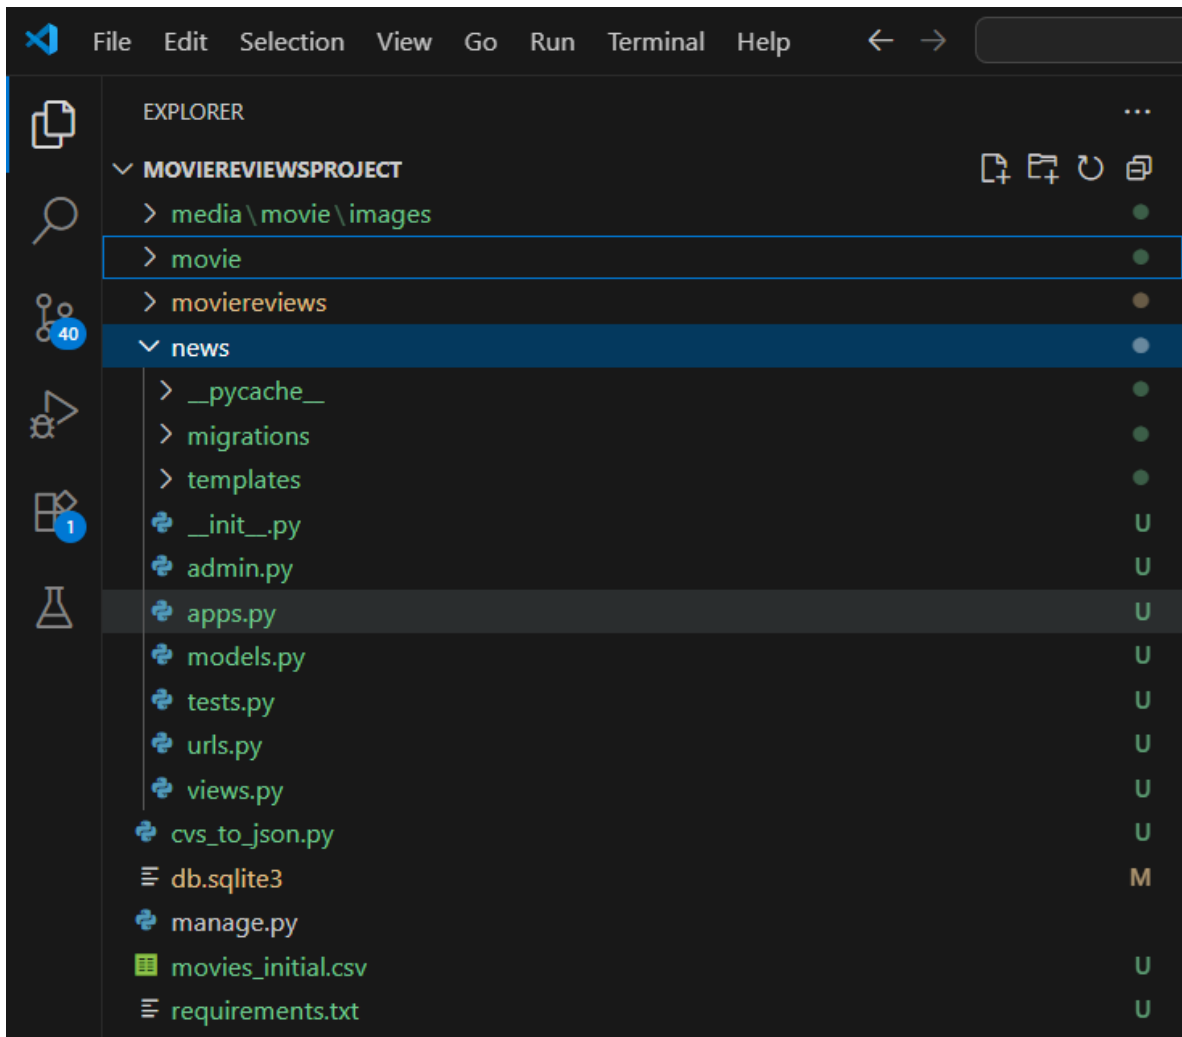 File Edit Selection View Go Run Terminal Help
EXPLORER
MOVIEREVIEWSPROJECT
media\movie\images
movie
moviereviews
news
__pycache__
migrations
templates
__init__.py U
admin.py U
apps.py U
models.py U
tests.py U
urls.py U
views.py U
cvs_to_json.py U
db.sqlite3 M
manage.py
movies_initial.csv U
requirements.txt U
40
1